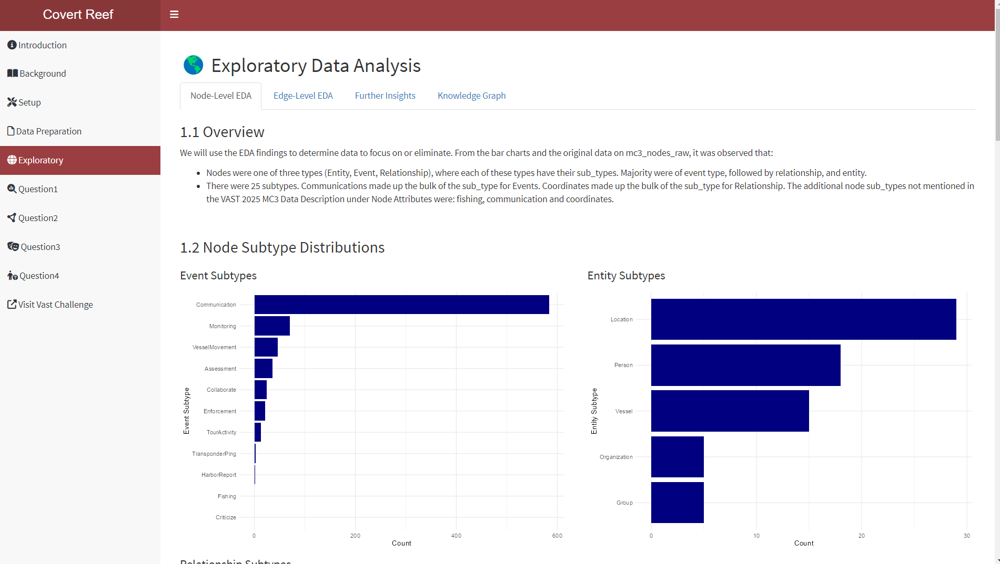 Covert Reef
Introduction
Background
Setup
Data Preparation
Exploratory
Question1
Question2
Question3
Question4
Visit Vast Challenge
Exploratory Data Analysis
Node-Level EDA
Edge-Level EDA
Further Insights
Knowledge Graph
1.1 Overview
We will use the EDA findings to determine data to focus on or eliminate. From the bar charts and the original data on mc3_nodes_raw, it was observed that:
Nodes were one of three types (Entity, Event, Relationship), where each of these types have their sub_types. Majority were of event type, followed by relationship, and entity.
There were 25 subtypes. Communications made up the bulk of the sub_type for Events. Coordinates made up the bulk of the sub_type for Relationship. The additional node sub_types not mentioned in
the VAST 2025 MC3 Data Description under Node Attributes were: fishing, communication and coordinates.
1.2 Node Subtype Distributions
Event Subtypes
Event Subtype
Communication
Monitoring
VesselMovement
Assessment
Collaborate
Enforcement
TourActivity
TransponderPing
HarborReport
Fishing
Criticize
0 200 400 600
Count
Entity Subtypes
Entity Subtype
Location
Person
Vessel
Organization
Group
0 10 20 30
Count
Relationship Subtypes